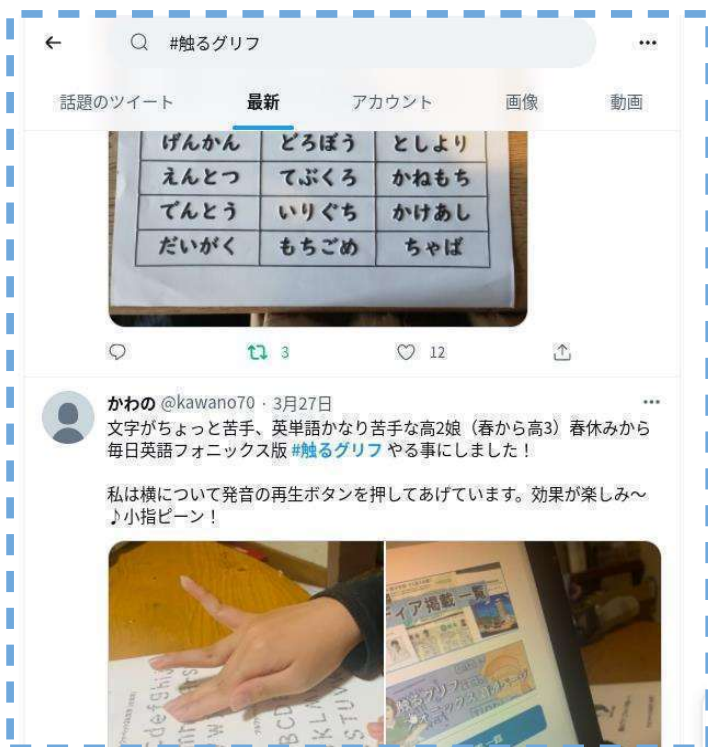 #触るグリフ
話題のツイート 最新 アカウント 画像 動画
げんかん どろぼう としより
えんとつ てぶくろ かねもち
でんとう いりぐち かけあし
だいがく もちごめ ちゃば
3 12
かわの @kawano70 · 3月27日
文字がちょっと苦手、英単語かなり苦手な高2娘（春から高3）春休みから
毎日英語フォニックス版 #触るグリフ やる事にしました！
私は横について発音の再生ボタンを押してあげています。効果が楽しみ〜
♪小指ピーン！
ディア掲載一覧
触るグリフ